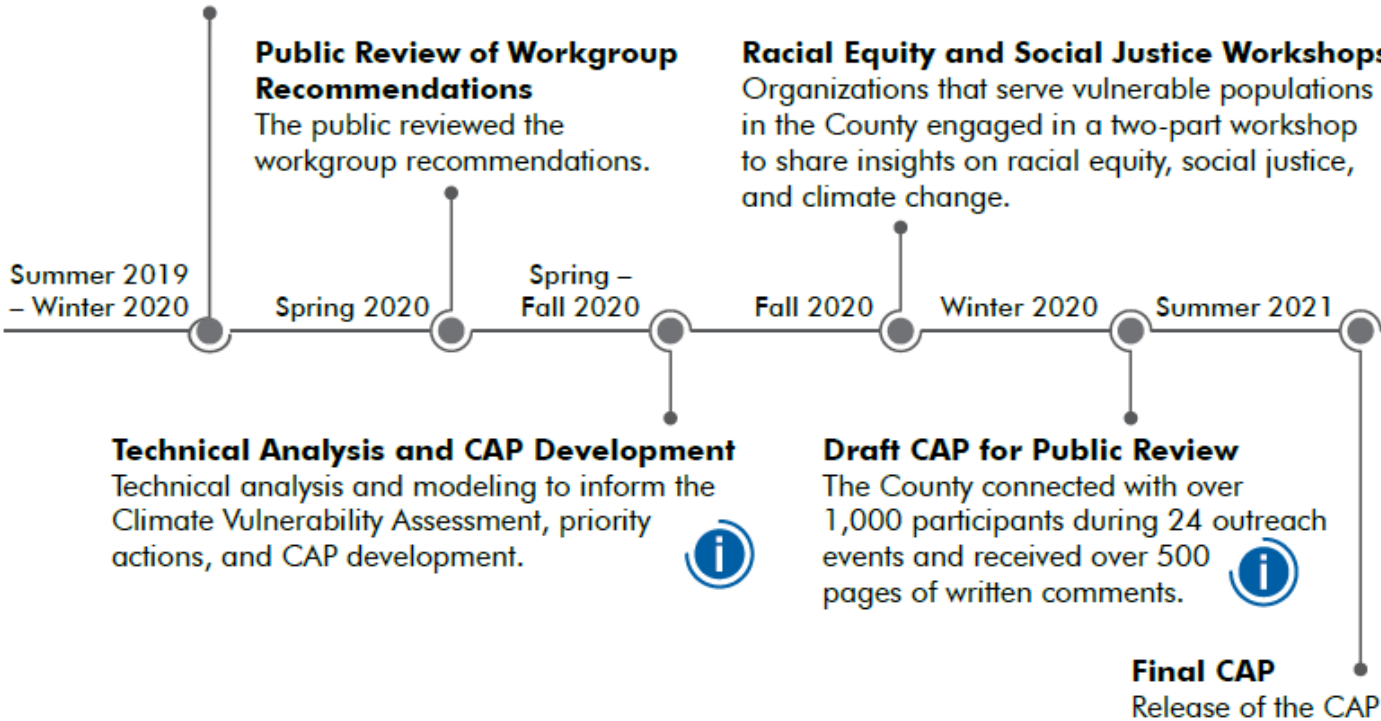 Public Review of Workgroup
Recommendations
The public reviewed the
workgroup recommendations.
Racial Equity and Social Justice Workshops
Organizations that serve vulnerable populations
in the County engaged in a two-part workshop
to share insights on racial equity, social justice,
and climate change.
Summer 2019
– Winter 2020
Spring 2020
Spring –
Fall 2020
Fall 2020
Winter 2020
Summer 2021
Technical Analysis and CAP Development
Technical analysis and modeling to inform the
Climate Vulnerability Assessment, priority
actions, and CAP development.
i
Draft CAP for Public Review
The County connected with over
1,000 participants during 24 outreach
events and received over 500
pages of written comments.
i
Final CAP
Release of the CAP